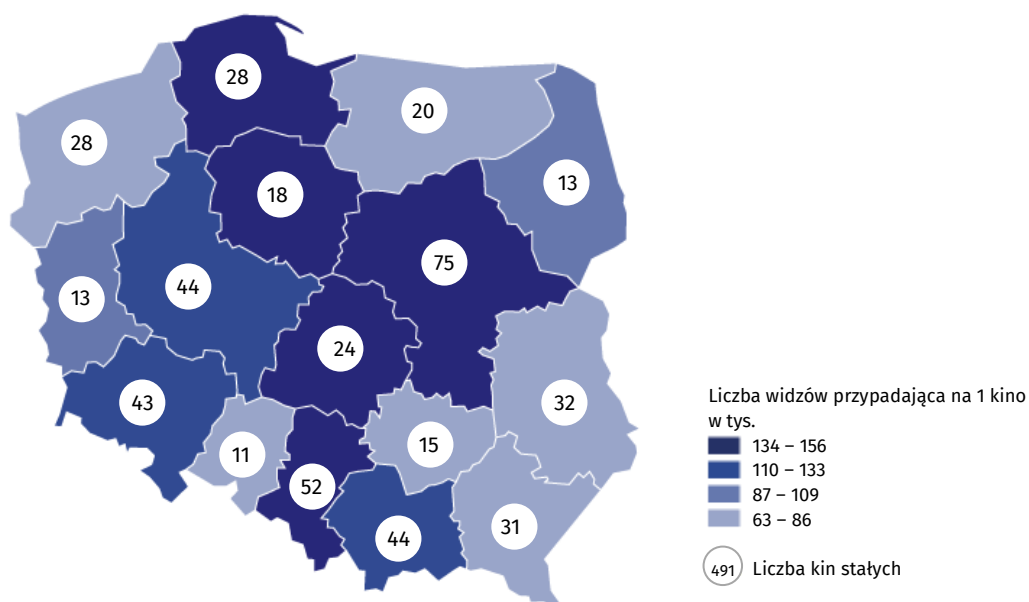 28
20
28
13
18
75
44
13
24
43
32
15
11
52
31
44
Liczba widzów przypadająca na 1 kino
w tys.
134 – 156
110 – 133
87 – 109
63 – 86
491 Liczba kin stałych